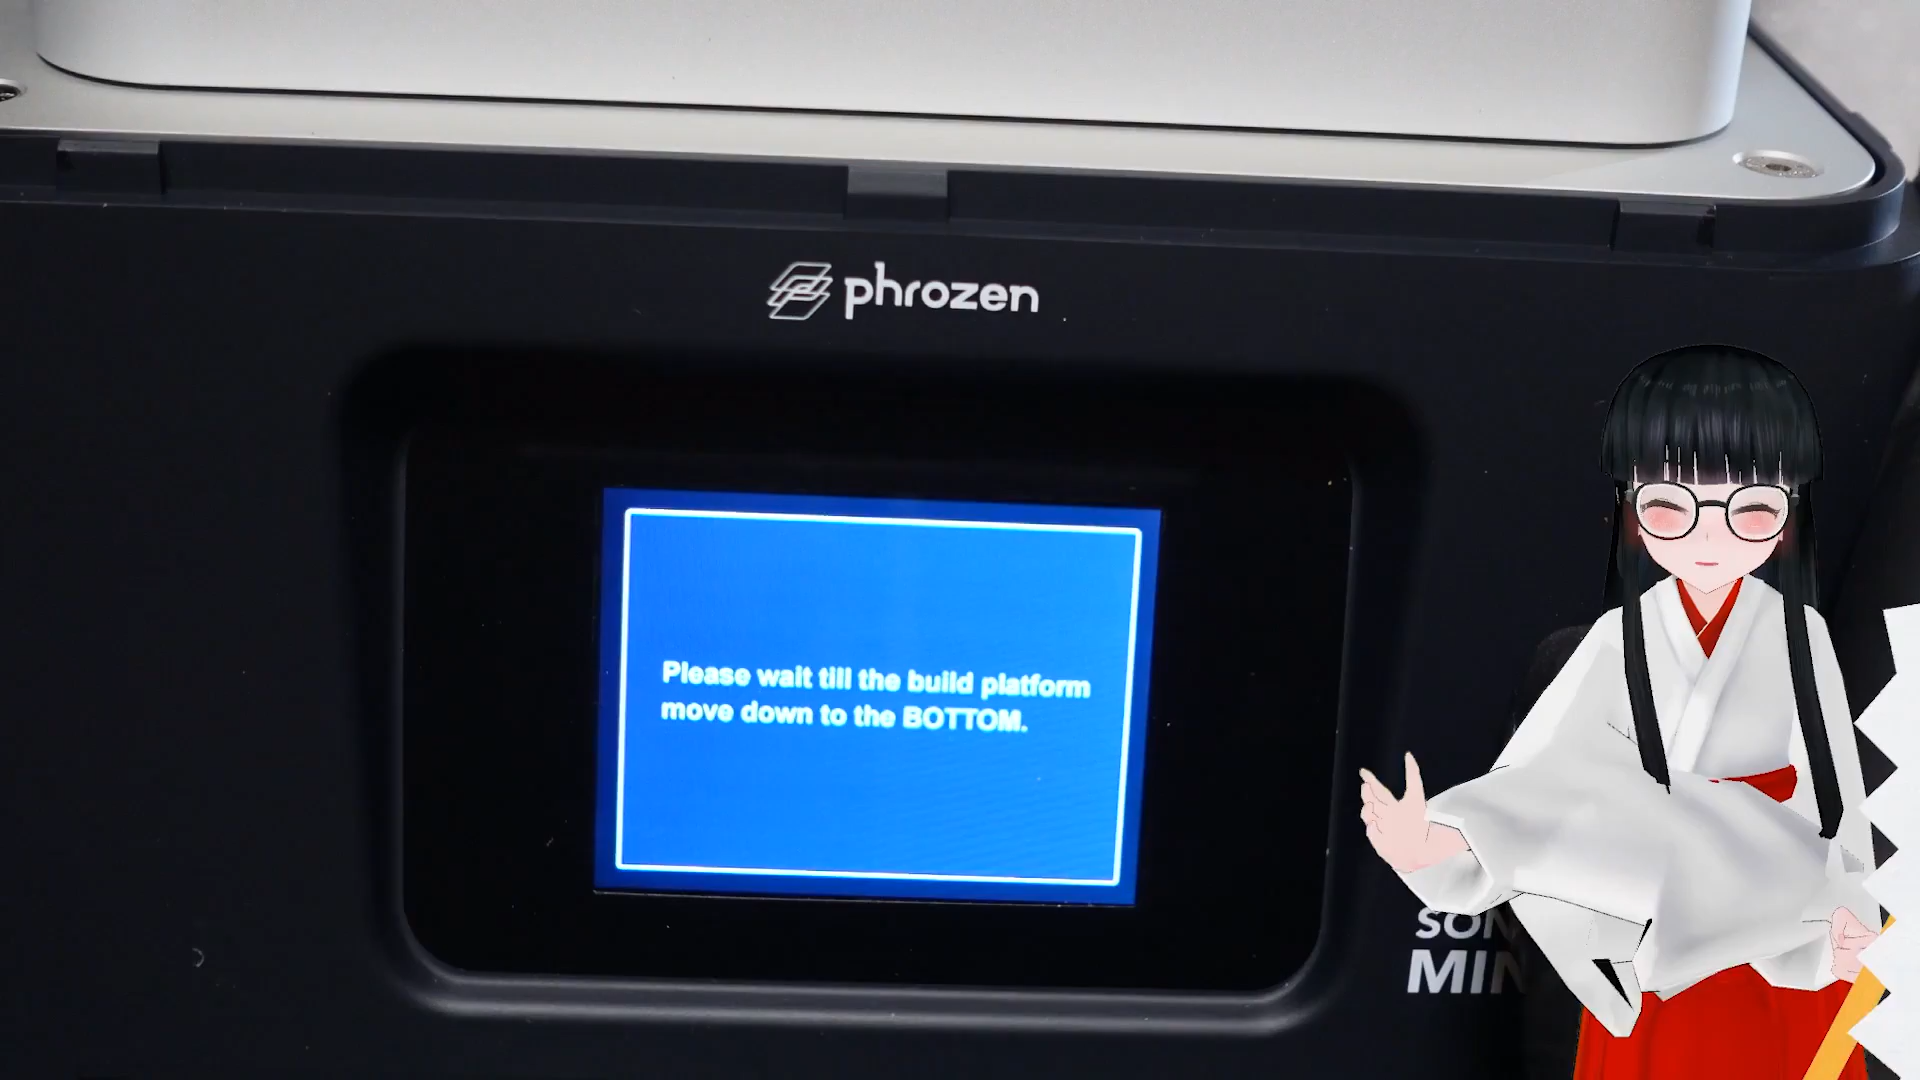 phrozen
Please wait till the build platform
move down to the BOTTOM.